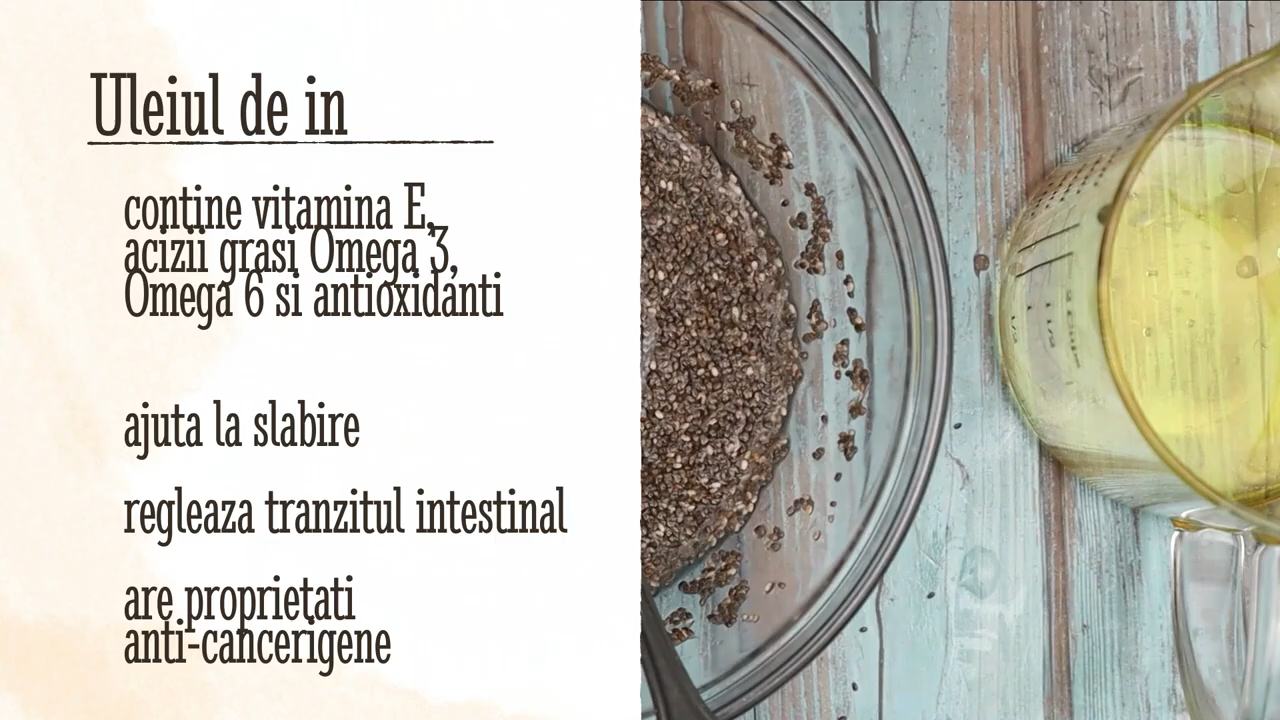 Uleiul de in
contine vitamina E,
acizii grasi Omega 3,
Omega 6 si antioxidanti
ajuta la slabire
regleaza tranzitul intestinal
are proprietati
anti-cancerigene